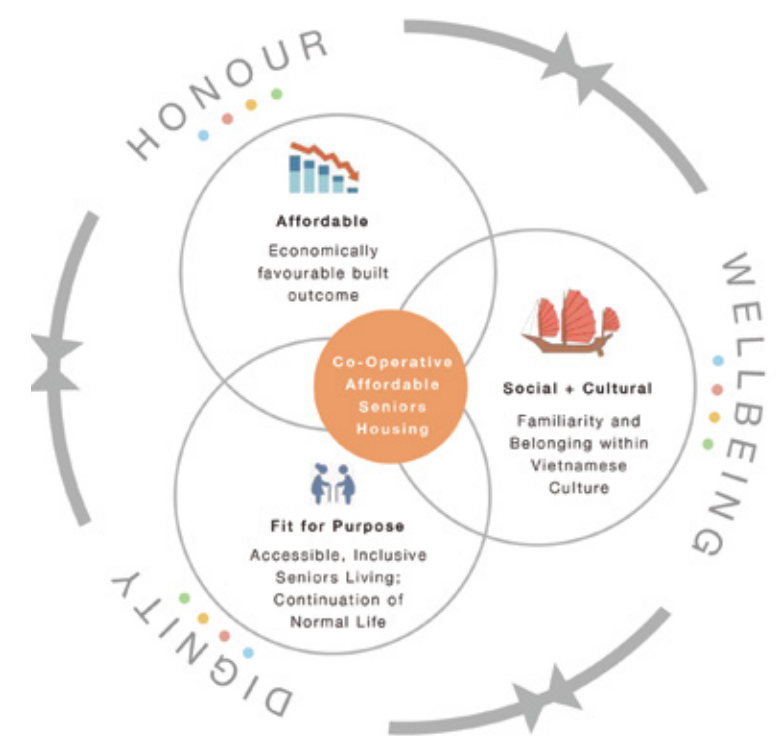 HONOUR
Affordable
Economically
favourable built
outcome
WELLBEING
Co-Operative
Affordable
Seniors
Housing
Social + Cultural
Familiarity and
Belonging within
Vietnamese
Culture
Fit for Purpose
Accessible, Inclusive
Seniors Living;
Continuation of
Normal Life
DIGNITY